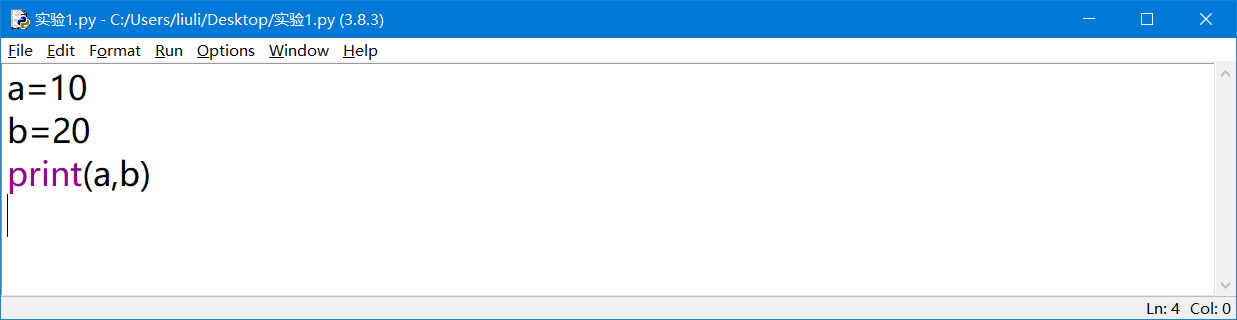 实验1.py - C:/Users/liuli/Desktop/实验1.py (3.8.3)
File Edit Format Run Options Window Help
a=10
b=20
print(a,b)
Ln: 4 Col: 0